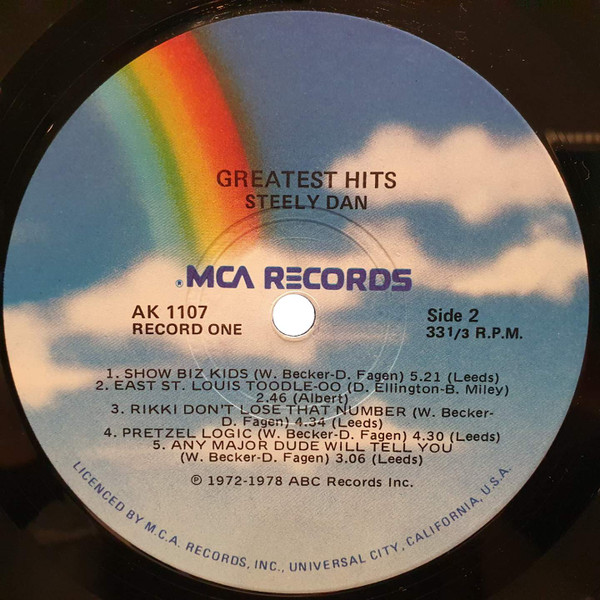 GREATEST HITS
STEELY DAN
® MCA RECORDS
AK 1107
RECORD ONE
Side 2
331/3 R.P.M.
1. SHOW BIZ KIDS (W. Becker-D. Fagen) 5.21 (Leeds)
2. EAST ST. LOUIS TOODLE-OO (D. Ellington-B. Miley)
2.46 (Albert)
3. RIKKI DON'T LOSE THAT NUMBER (W. Becker-
D. Fagen) 4.34 (Leeds)
4. PRETZEL LOGIC (W. Becker-D. Fagen) 4.30 (Leeds)
5. ANY MAJOR DUDE WILL TELL YOU
(W. Becker-D. Fagen) 3.06 (Leeds)
℗ 1972-1978 ABC Records Inc.
LICENCED BY M.C.A. RECORDS, INC., UNIVERSAL CITY, CALIFORNIA, U.S.A.